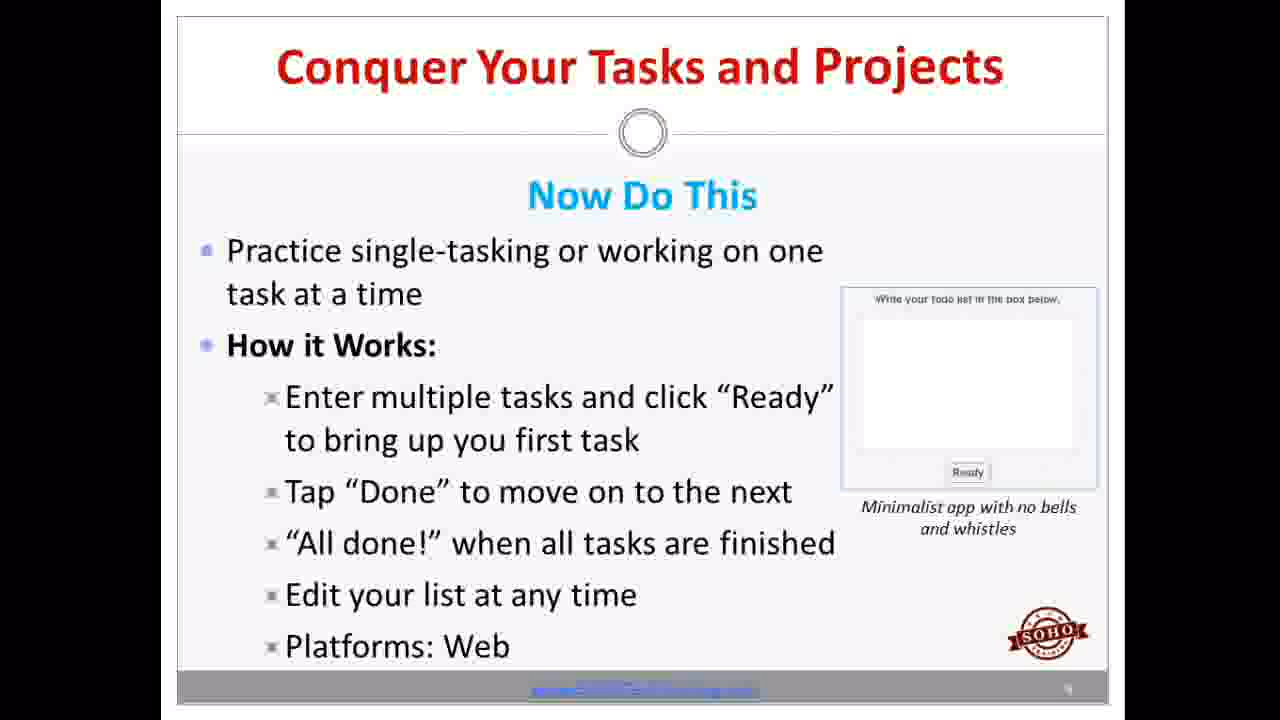 Conquer Your Tasks and Projects
Now Do This
Practice single-tasking or working on one
task at a time
How it Works:
Enter multiple tasks and click “Ready”
to bring up you first task
Tap “Done” to move on to the next
“All done!” when all tasks are finished
Edit your list at any time
Platforms: Web
Write your todo list in the box below.
Ready
Minimalist app with no bells
and whistles
SOHO